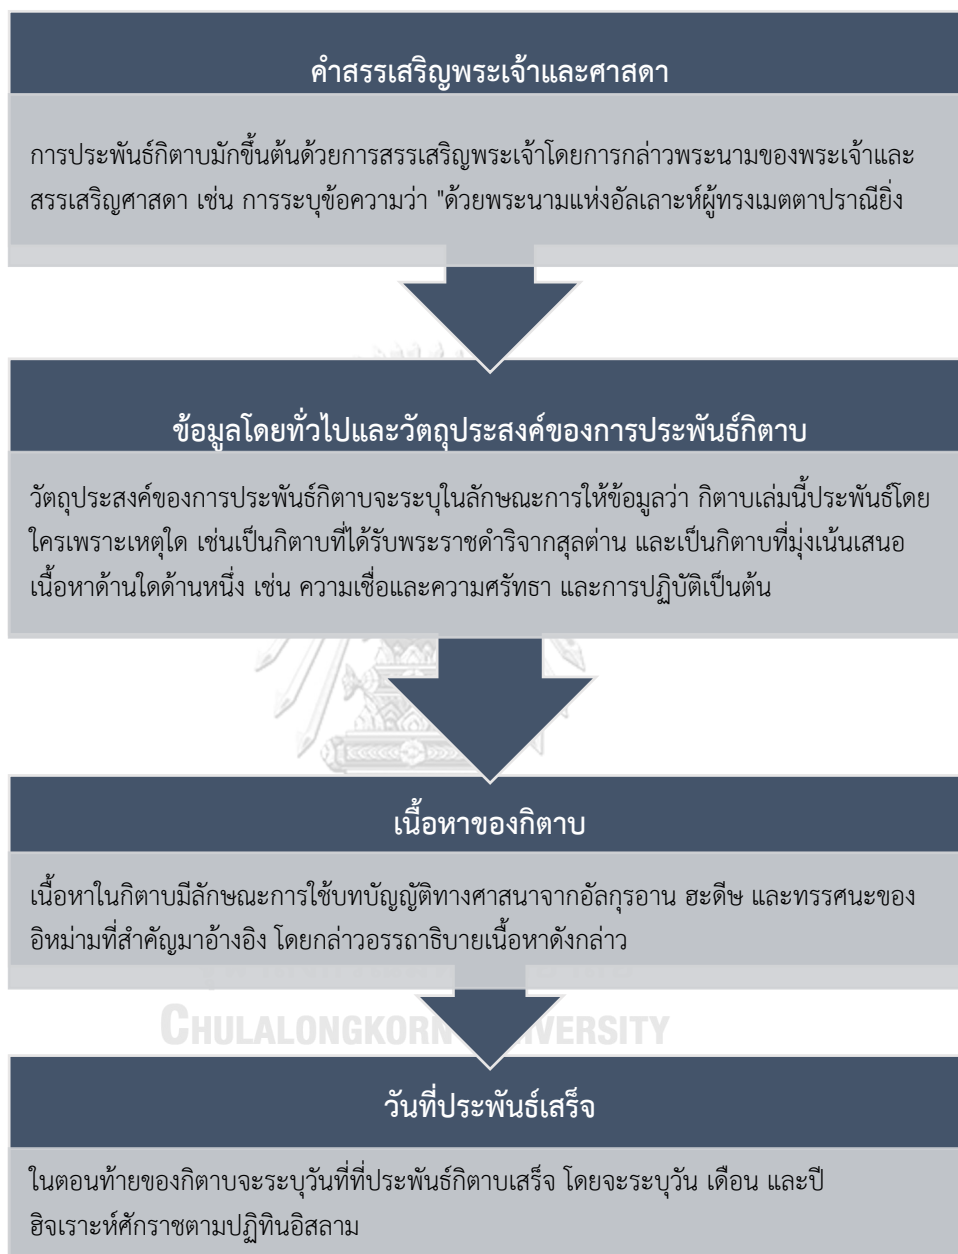 คำสรรเสริญพระเจ้าและศาสดา
การประพันธ์กิตาบมักขึ้นต้นด้วยการสรรเสริญพระเจ้าโดยการกล่าวพระนามของพระเจ้าและ
สรรเสริญศาสดา เช่น การระบุข้อความว่า "ด้วยพระนามแห่งอัลเลาะห์ผู้ทรงเมตตาปราณียิ่ง
ข้อมูลโดยทั่วไปและวัตถุประสงค์ของการประพันธ์กิตาบ
วัตถุประสงค์ของการประพันธ์กิตาบจะระบุในลักษณะการให้ข้อมูลว่า กิตาบเล่มนี้ประพันธ์โดย
ใครเพราะเหตุใด เช่นเป็นกิตาบที่ได้รับพระราชดำริจากสุลต่าน และเป็นกิตาบที่มุ่งเน้นเสนอ
เนื้อหาด้านใดด้านหนึ่ง เช่น ความเชื่อและความศรัทธา และการปฏิบัติเป็นต้น
เนื้อหาของกิตาบ
เนื้อหาในกิตาบมีลักษณะการใช้บทบัญญัติทางศาสนาจากอัลกุรอาน ฮะดีษ และทรรศนะของ
อิหม่ามที่สำคัญมาอ้างอิง โดยกล่าวอรรถาธิบายเนื้อหาดังกล่าว
CHULALONGKORN VERSITY
วันที่ประพันธ์เสร็จ
ในตอนท้ายของกิตาบจะระบุวันที่ที่ประพันธ์กิตาบเสร็จ โดยจะระบุวัน เดือน และปี
ฮิจเราะห์ศักราชตามปฏิทินอิสลาม